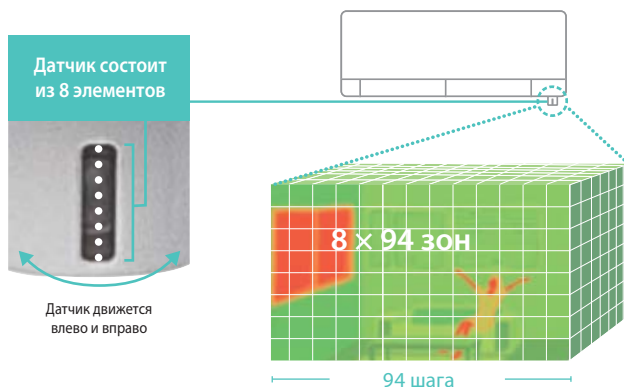 Датчик состоит
из 8 элементов
8 × 94 зон
Датчик движется
влево и вправо
94 шага